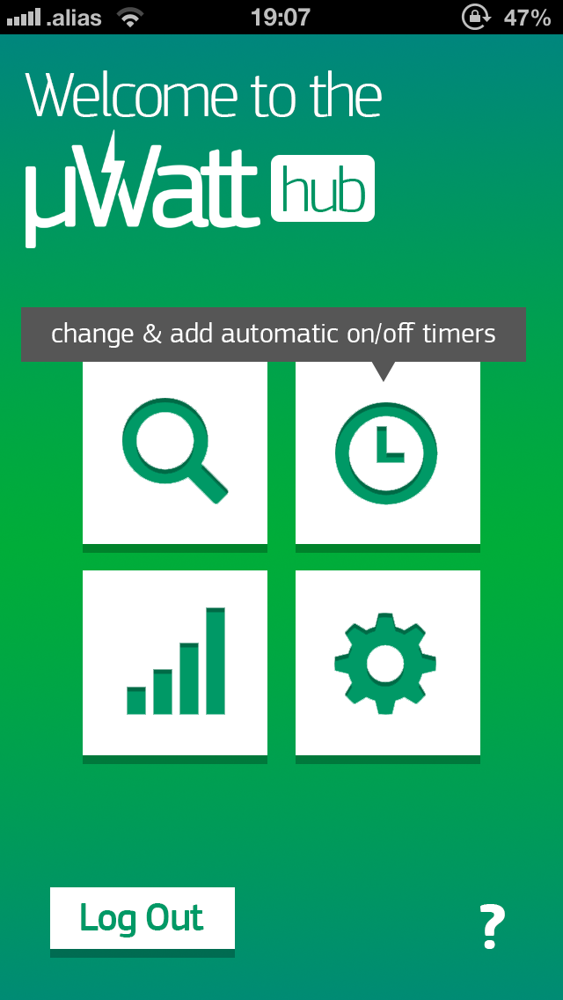 .alias 19:07 47%
Welcome to the
µWatt hub
change & add automatic on/off timers
Log Out ?